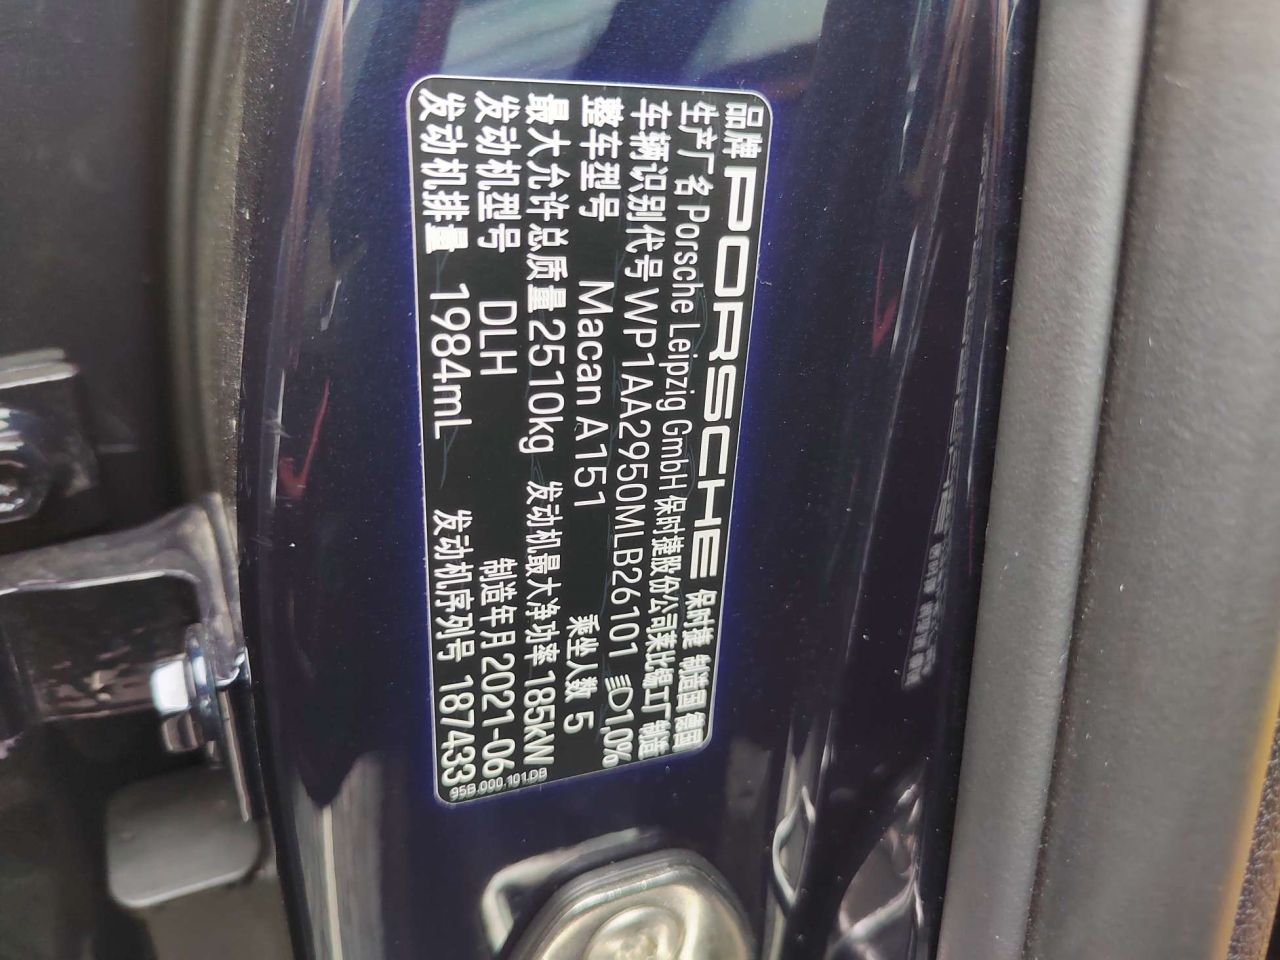 品牌 PORSCHE 保时捷 制造国 德国
生产厂名 Porsche Leipzig GmbH 保时捷股份公司莱比锡工厂 制造
车辆识别代号 WP1AA2950MLB26101 1,0%
整车型号 Macan A151 乘坐人数 5
最大允许总质量 2510kg 发动机最大净功率 185kW
发动机型号 DLH 制造年月 2021-06
发动机排量 1984mL 发动机序列号 187433
95B.000.101.DB